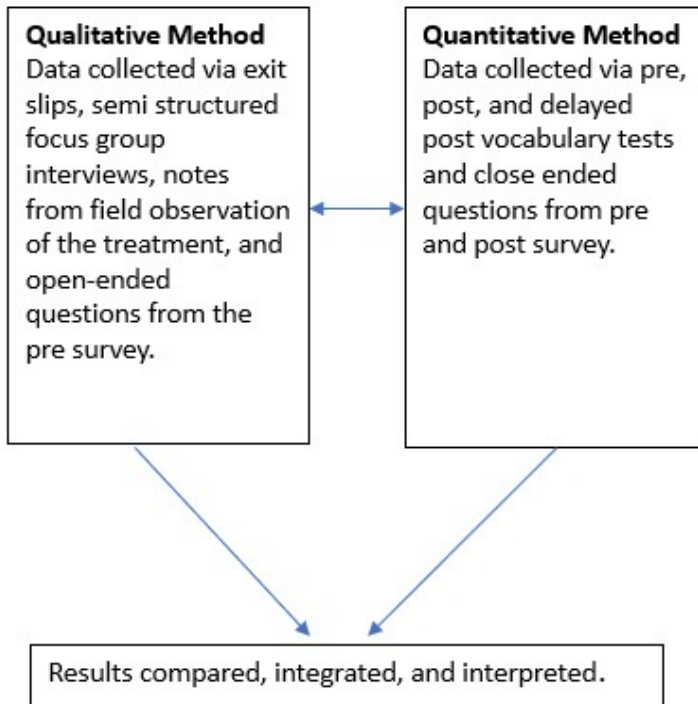 Qualitative Method
Data collected via exit
slips, semi structured
focus group
interviews, notes
from field observation
of the treatment, and
open-ended
questions from the
pre survey.
Quantitative Method
Data collected via pre,
post, and delayed
post vocabulary tests
and close ended
questions from pre
and post survey.
Results compared, integrated, and interpreted.